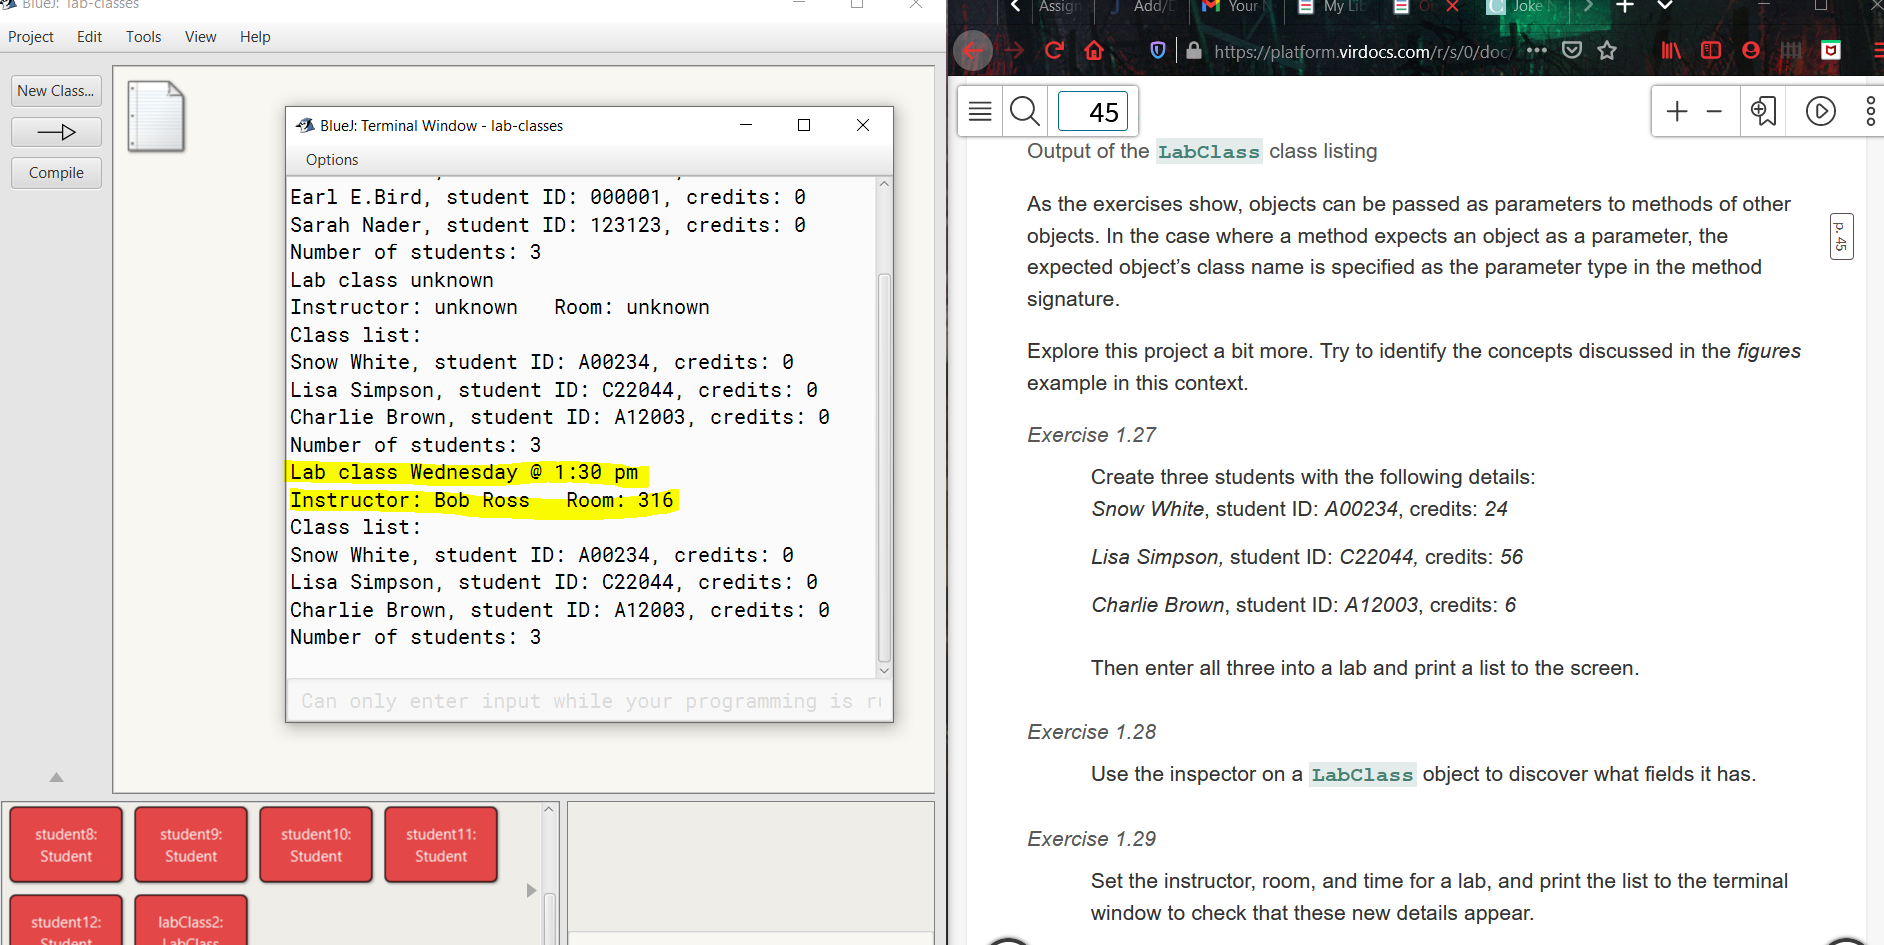 BlueJ: lab-classes
Project Edit Tools View Help
New Class...
Compile
BlueJ: Terminal Window - lab-classes
Options
Earl E.Bird, student ID: 000001, credits: 0
Sarah Nader, student ID: 123123, credits: 0
Number of students: 3
Lab class unknown
Instructor: unknown   Room: unknown
Class list:
Snow White, student ID: A00234, credits: 0
Lisa Simpson, student ID: C22044, credits: 0
Charlie Brown, student ID: A12003, credits: 0
Number of students: 3
Lab class Wednesday @ 1:30 pm
Instructor: Bob Ross   Room: 316
Class list:
Snow White, student ID: A00234, credits: 0
Lisa Simpson, student ID: C22044, credits: 0
Charlie Brown, student ID: A12003, credits: 0
Number of students: 3
Can only enter input while your programming is r
student8:
Student
student9:
Student
student10:
Student
student11:
Student
student12:
Student
labClass2:
LabClass
Assign Add/ Your My Li Joke
https://platform.virdocs.com/r/s/0/doc/
45
Output of the LabClass class listing
As the exercises show, objects can be passed as parameters to methods of other
objects. In the case where a method expects an object as a parameter, the
expected object's class name is specified as the parameter type in the method
signature.
p. 45
Explore this project a bit more. Try to identify the concepts discussed in the figures
example in this context.
Exercise 1.27
Create three students with the following details:
Snow White, student ID: A00234, credits: 24
Lisa Simpson, student ID: C22044, credits: 56
Charlie Brown, student ID: A12003, credits: 6
Then enter all three into a lab and print a list to the screen.
Exercise 1.28
Use the inspector on a LabClass object to discover what fields it has.
Exercise 1.29
Set the instructor, room, and time for a lab, and print the list to the terminal
window to check that these new details appear.